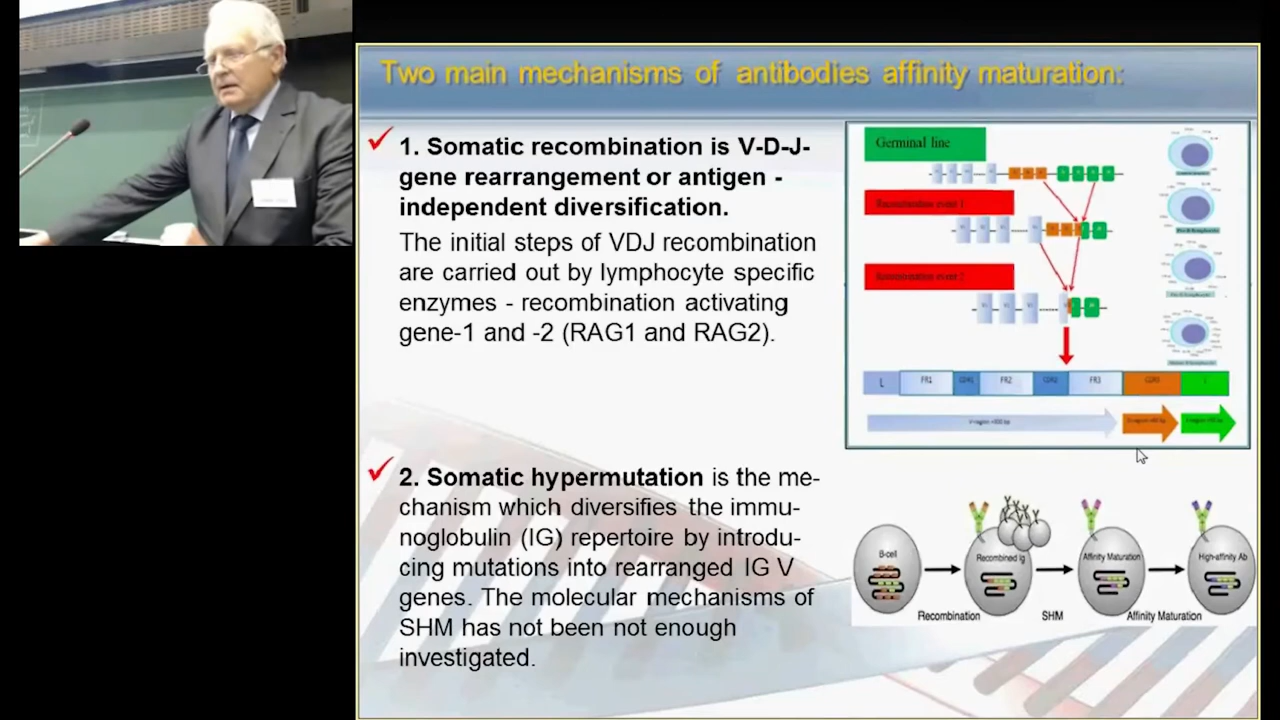 Two main mechanisms of antibodies affinity maturation:
1. Somatic recombination is V-D-J-
gene rearrangement or antigen -
independent diversification.
The initial steps of VDJ recombination
are carried out by lymphocyte specific
enzymes - recombination activating
gene-1 and -2 (RAG1 and RAG2).
2. Somatic hypermutation is the me-
chanism which diversifies the immu-
noglobulin (IG) repertoire by introdu-
cing mutations into rearranged IG V
genes. The molecular mechanisms of
SHM has not been not enough
investigated.
Germinal line
Recombination event 1
Recombination event 2
L FR1 CDR1 FR2 CDR2 FR3 CDR3
B-cell
Recombined Ig
Affinity Maturation
High-affinity Ab
Recombination
SHM
Affinity Maturation